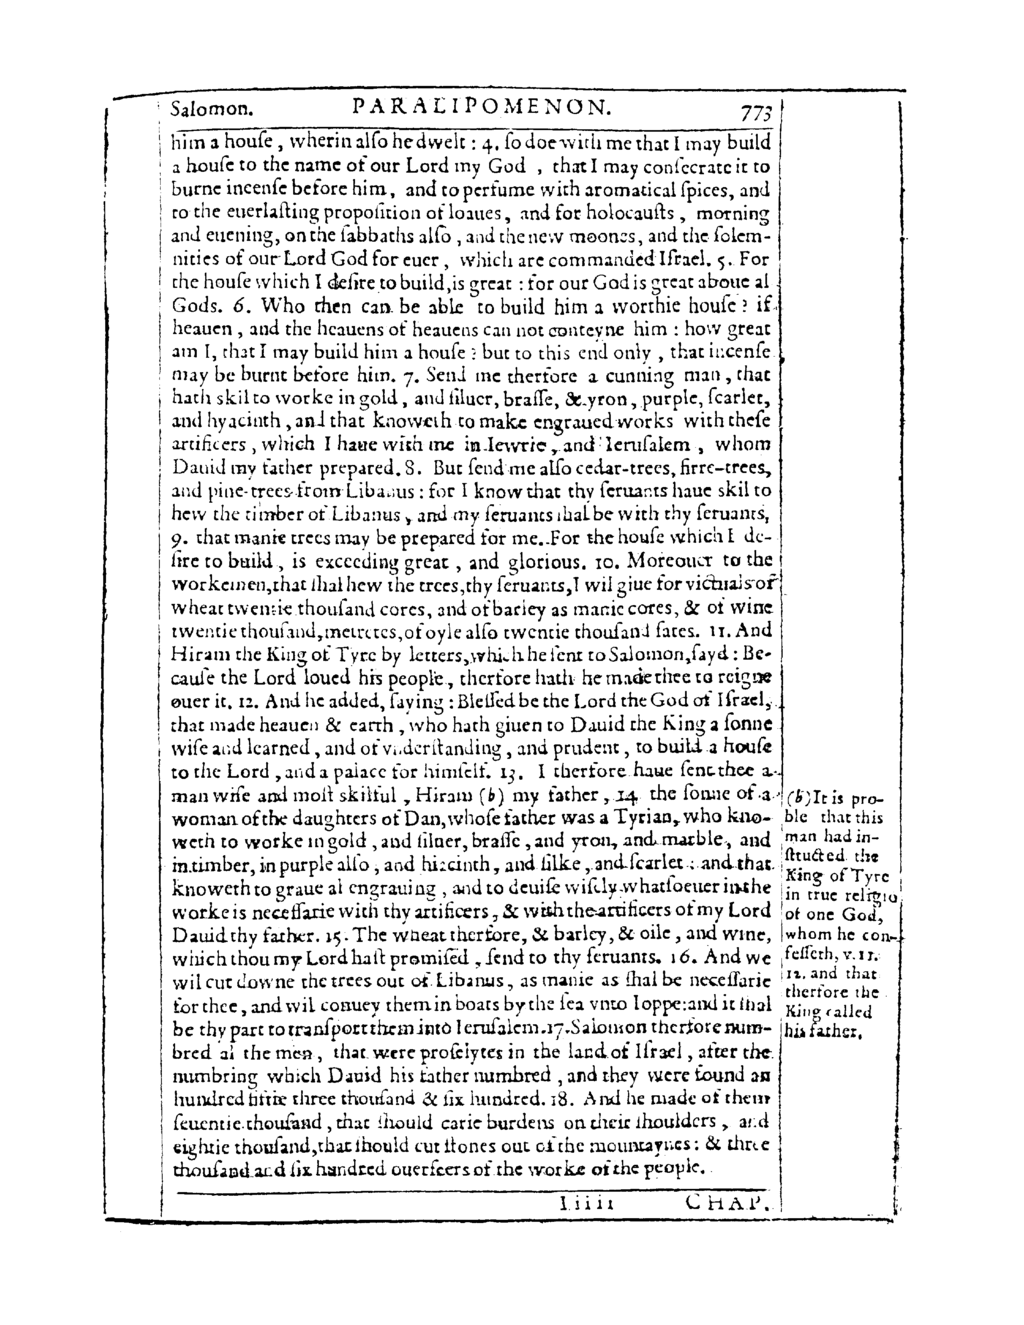 Salomon. PARALIPOMENON. 773
him a houſe, wherin alſo he dwelt : 4. ſo doe with me that I may build
a houſe to the name of our Lord my God , that I may conſecrate it to
burne incenſe before him, and to perfume with aromatical ſpices, and
to the euerlaſting propoſition of loaues, and for holocauſts, morning
and euening, on the ſabbaths alſo, and the new moones, and the ſolem-
nities of our Lord God for euer, which are commanded Iſrael. 5. For
the houſe which I deſire to build, is great : for our God is great aboue al
Gods. 6. Who then can be able to build him a worthie houſe ? if
heauen, and the heauens of heauens can not conteyne him : how great
am I, that I may build him a houſe ? but to this end only, that incenſe
may be burnt before him. 7. Send me therfore a cunning man, that
hath skil to worke in gold, and ſiluer, braſſe, & yron, purple, ſcarlet,
and hyacinth, and that knoweth to make engraued works with theſe
artificers, which I haue with me in Iewrie, and Ieruſalem , whom
Dauid my father prepared. 8. But ſend me alſo cedar-trees, firre-trees,
and pine-trees from Libanus : for I know that thy ſeruants haue skil to
hew the timber of Libanus, and my ſeruants ſhal be with thy ſeruants,
9. that manie trees may be prepared for me. For the houſe which I de-
ſire to build, is exceeding great, and glorious. 10. Moreouer to the
workemen, that ſhal hew the trees, thy ſeruants, I wil giue for victuals of
wheat twentie thouſand cores, and of barley as manie cores, & of wine
twentie thouſand, metretes, of oyle alſo twentie thouſand ſates. 11. And
Hiram the King of Tyre by letters, which he ſent to Salomon, ſayd : Be-
cauſe the Lord loued his people, therfore hath he made thee to reigne
ouer it. 12. And he added, ſaying : Bleſſed be the Lord the God of Iſrael,
that made heauen & earth, who hath giuen to Dauid the King a ſonne
wiſe and learned, and of vnderſtanding, and prudent, to build a houſe
to the Lord, and a palace for himſelf. 13. I therfore haue ſent thee a
man wiſe and moſt skilful, Hiram (b) my father, 14. the ſonne of a
woman of the daughters of Dan, whoſe father was a Tyrian, who kno-
weth to worke in gold, and ſiluer, braſſe, and yron, and marble, and
in timber, in purple alſo, and hiacinth, and ſilke, and ſcarlet : and that
knoweth to graue al engrauing, and to deuiſe wiſely whatſoeuer in the
worke is neceſſarie with thy artificers, & with the artificers of my Lord
Dauid thy father. 15. The wheat therfore, & barley, & oile, and wine,
which thou my Lord haſt promiſed, ſend to thy ſeruants. 16. And we
wil cut downe the trees out of Libanus, as manie as ſhal be neceſſarie
for thee, and wil conuey them in boats by the ſea vnto Ioppe: and it ſhal
be thy part to tranſport them into Ieruſalem. 17. Salomon therfore num-
bred al the men, that were proſelytes in the land of Iſrael, after the
numbring which Dauid his father numbred, and they were found an
hundred fiftie three thouſand & ſix hundred. 18. And he made of them
ſeuentie thouſand, that ſhould carie burdens on their ſhoulders, and
eightie thouſand, that ſhould cut ſtones out of the mountaynes : & three
thouſand and ſix hundred ouerſeers of the worke of the people.
Iiiii CHAP.
(b) It is pro-
ble that this
man had in-
ſtructed the
King of Tyre
in true religiō
of one God,
whom he con-
feſſeth, v. 11.
12. and that
therfore the
King called
his father.